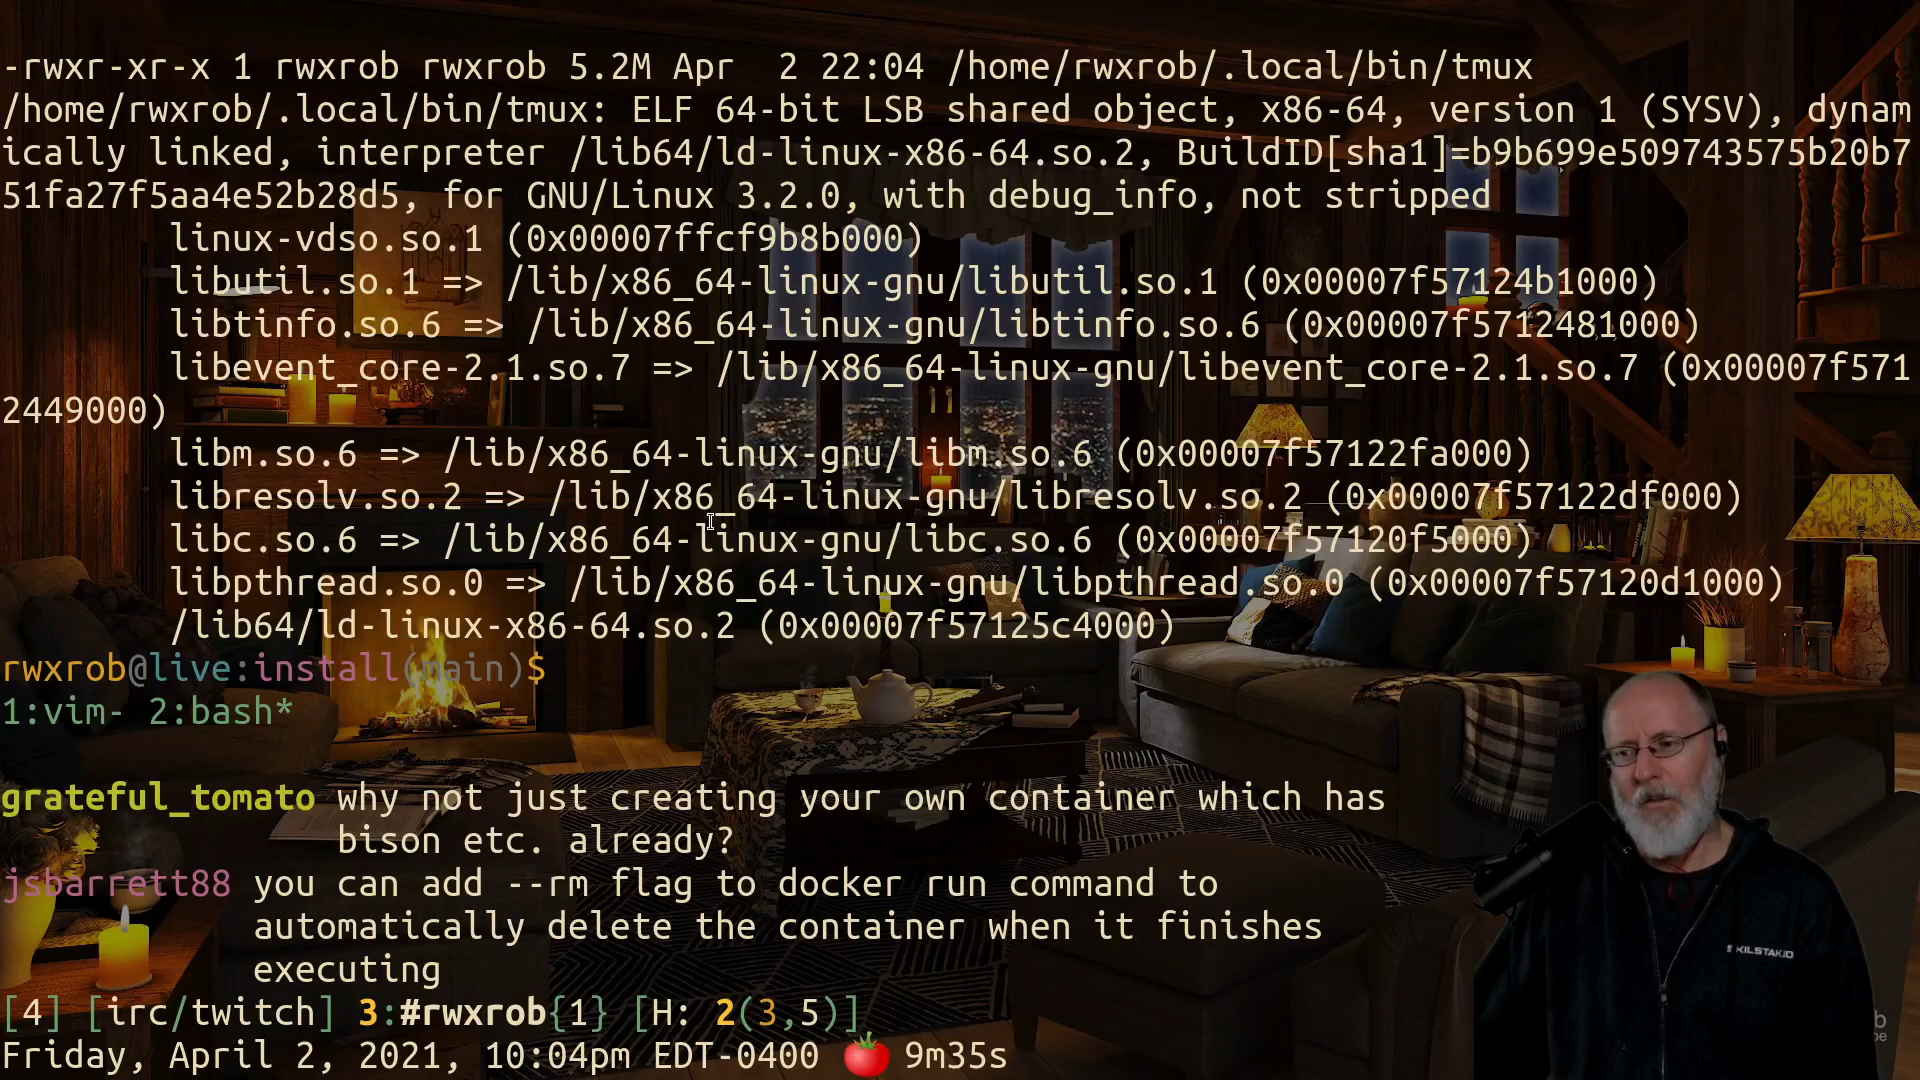 -rwxr-xr-x 1 rwxrob rwxrob 5.2M Apr  2 22:04 /home/rwxrob/.local/bin/tmux
/home/rwxrob/.local/bin/tmux: ELF 64-bit LSB shared object, x86-64, version 1 (SYSV), dynam
ically linked, interpreter /lib64/ld-linux-x86-64.so.2, BuildID[sha1]=b9b699e509743575b20b7
51fa27f5aa4e52b28d5, for GNU/Linux 3.2.0, with debug_info, not stripped
linux-vdso.so.1 (0x00007ffcf9b8b000)
libutil.so.1 => /lib/x86_64-linux-gnu/libutil.so.1 (0x00007f57124b1000)
libtinfo.so.6 => /lib/x86_64-linux-gnu/libtinfo.so.6 (0x00007f5712481000)
libevent_core-2.1.so.7 => /lib/x86_64-linux-gnu/libevent_core-2.1.so.7 (0x00007f571
2449000)
libm.so.6 => /lib/x86_64-linux-gnu/libm.so.6 (0x00007f57122fa000)
libresolv.so.2 => /lib/x86_64-linux-gnu/libresolv.so.2 (0x00007f57122df000)
libc.so.6 => /lib/x86_64-linux-gnu/libc.so.6 (0x00007f57120f5000)
libpthread.so.0 => /lib/x86_64-linux-gnu/libpthread.so.0 (0x00007f57120d1000)
/lib64/ld-linux-x86-64.so.2 (0x00007f57125c4000)
rwxrob@live:install(main)$
1:vim- 2:bash*
grateful_tomato why not just creating your own container which has
bison etc. already?
jsbarrett88 you can add --rm flag to docker run command to
automatically delete the container when it finishes
executing
[4] [irc/twitch] 3:#rwxrob{1} [H: 2(3,5)]
Friday, April 2, 2021, 10:04pm EDT-0400 🍅 9m35s